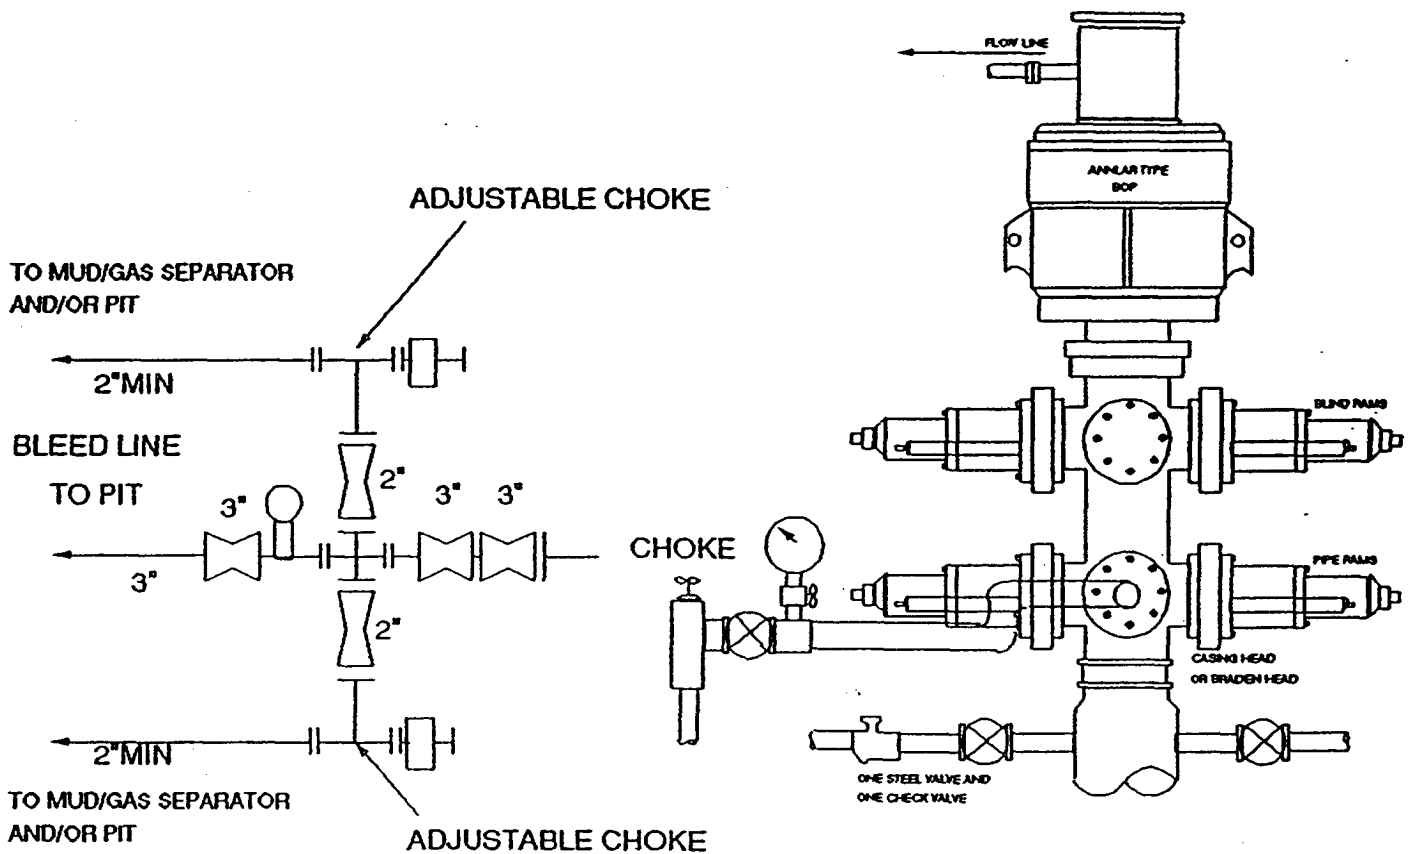 FLOW LINE
ANNLAR TYPE
BOP
ADJUSTABLE CHOKE
TO MUD/GAS SEPARATOR
AND/OR PIT
2"MIN
BLIND RAMS
BLEED LINE
TO PIT
2"
3"
3"
3"
CHOKE
PIPE RAMS
3"
2"
CASING HEAD
OR BRADEN HEAD
2"MIN
ONE STEEL VALVE AND
ONE CHECK VALVE
TO MUD/GAS SEPARATOR
AND/OR PIT
ADJUSTABLE CHOKE